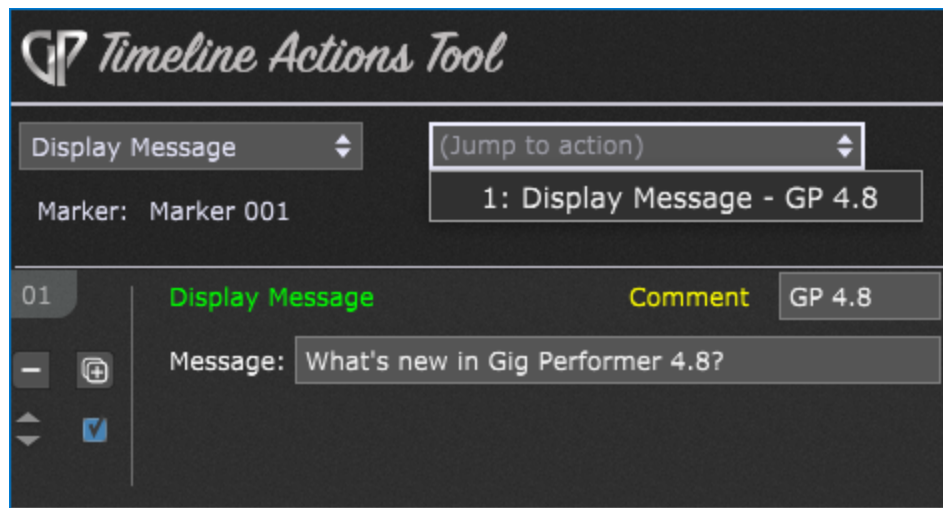 GP Timeline Actions Tool
Display Message
(Jump to action)
1: Display Message - GP 4.8
Marker: Marker 001
01
Display Message
Comment
GP 4.8
Message: What's new in Gig Performer 4.8?